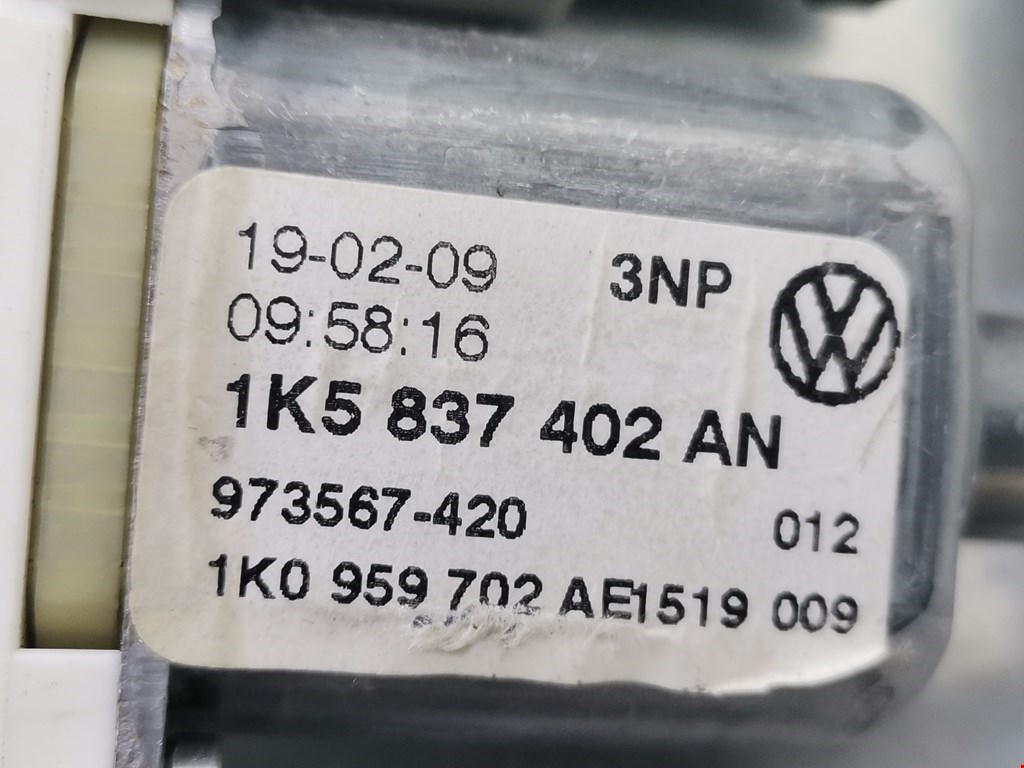 19-02-09 3NP
09:58:16
1K5 837 402 AN
973567-420 012
1K0 959 702 AE1519 009